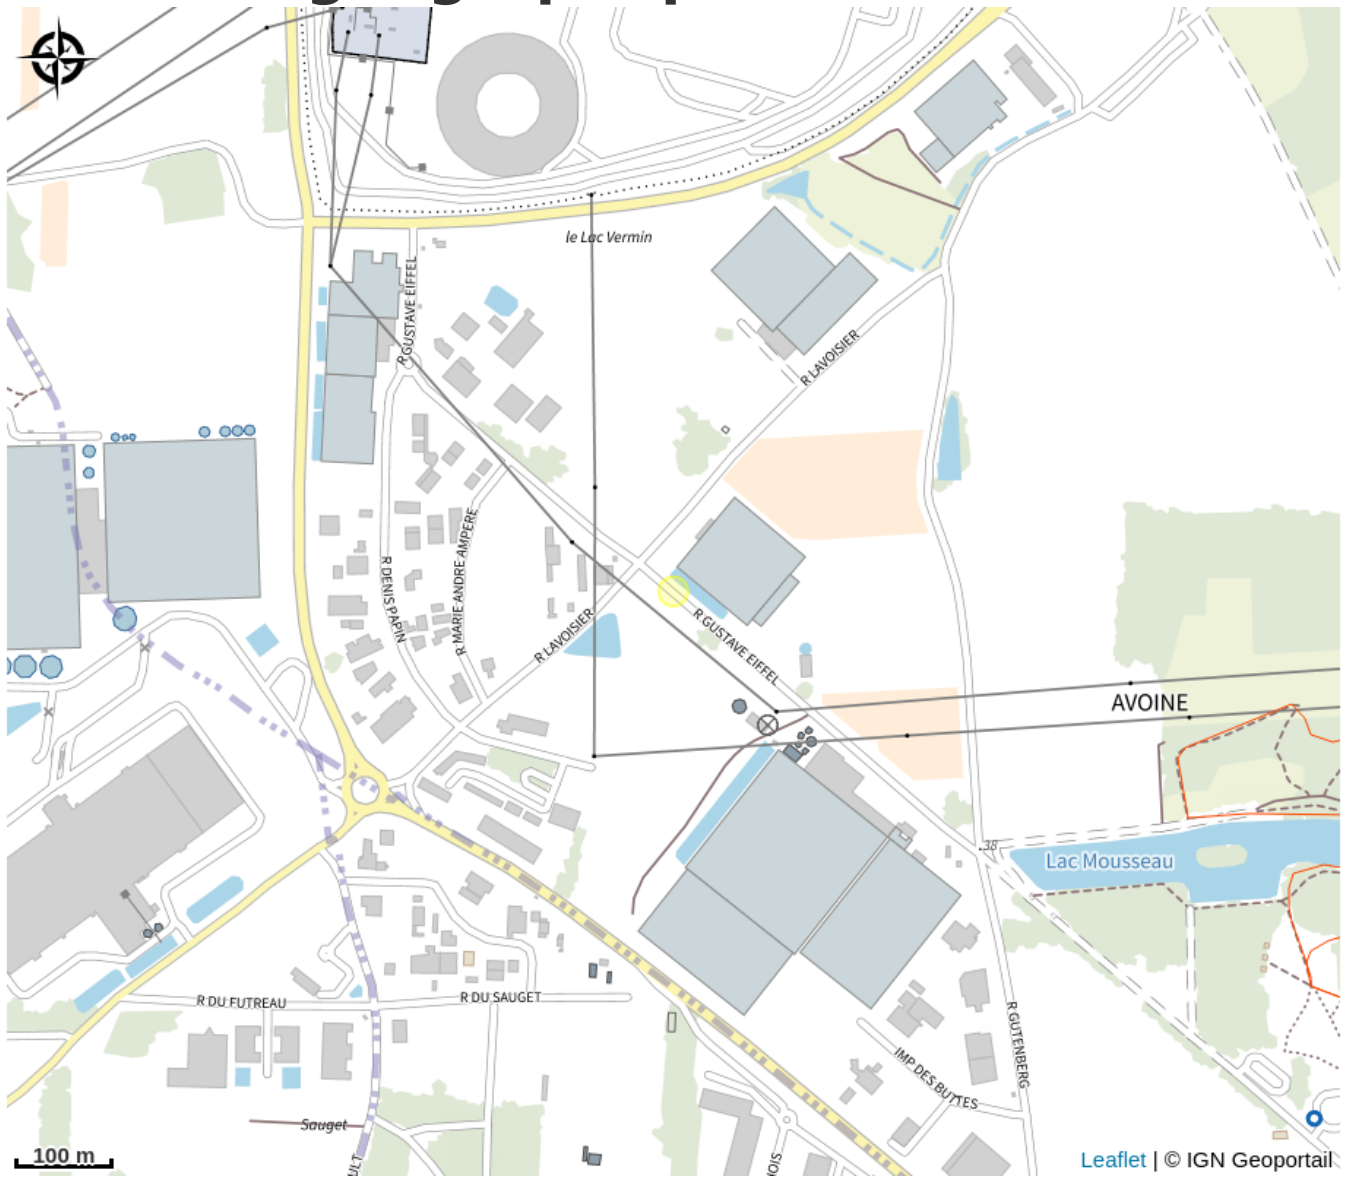 le Lac Vermin
R GUSTAVE EIFFEL
R LAVOISIER
R DENIS PAPIN
R MARIE-ANDRE-AMPERE
R LAVOISIER
R GUSTAVE EIFFEL
AVOINE
38
Lac Mousseau
R DU FUTREAU
R DU SAUGET
R GUTENBERG
IMP DES BUTTES
Sauget
100 m
Leaflet | © IGN Geoportail